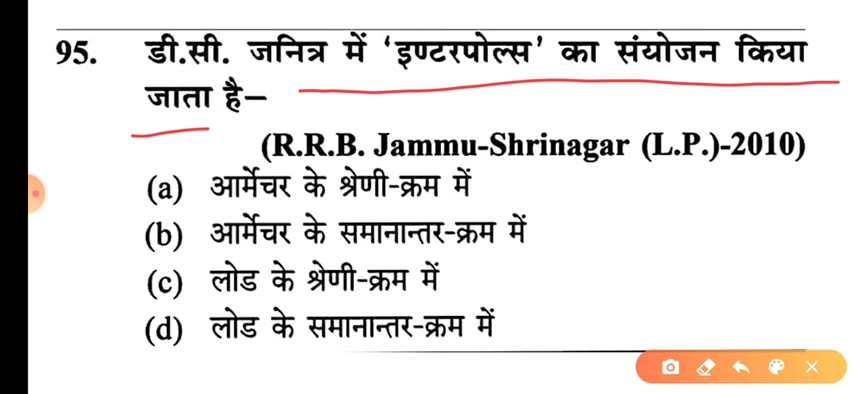 95. डी.सी. जनित्र में 'इण्टरपोल्स' का संयोजन किया
जाता है–
(R.R.B. Jammu-Shrinagar (L.P.)-2010)
(a) आर्मेचर के श्रेणी-क्रम में
(b) आर्मेचर के समानान्तर-क्रम में
(c) लोड के श्रेणी-क्रम में
(d) लोड के समानान्तर-क्रम में